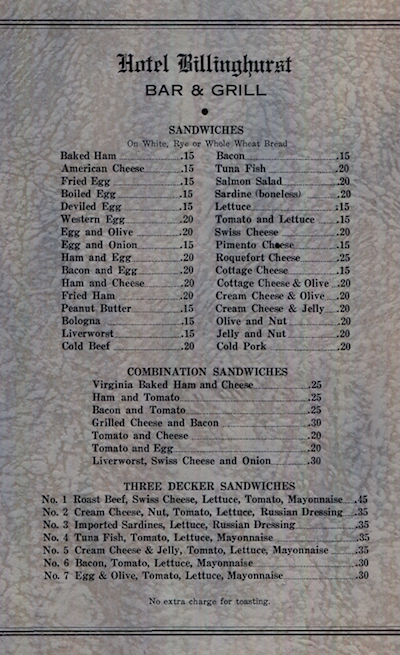 Hotel Billinghurst
BAR & GRILL
SANDWICHES
On White, Rye or Whole Wheat Bread
Baked Ham .15
American Cheese .15
Fried Egg .15
Boiled Egg .15
Deviled Egg .15
Western Egg .20
Egg and Olive .20
Egg and Onion .15
Ham and Egg .20
Bacon and Egg .20
Ham and Cheese .20
Fried Ham .20
Peanut Butter .15
Bologna .15
Liverworst .15
Cold Beef .20
Bacon .15
Tuna Fish .20
Salmon Salad .20
Sardine (boneless) .20
Lettuce .15
Tomato and Lettuce .15
Swiss Cheese .20
Pimento Cheese .15
Roquefort Cheese .25
Cottage Cheese .15
Cottage Cheese & Olive .20
Cream Cheese & Olive .20
Cream Cheese & Jelly .20
Olive and Nut .20
Jelly and Nut .20
Cold Pork .20
COMBINATION SANDWICHES
Virginia Baked Ham and Cheese .25
Ham and Tomato .25
Bacon and Tomato .25
Grilled Cheese and Bacon .30
Tomato and Cheese .20
Tomato and Egg .20
Liverworst, Swiss Cheese and Onion .30
THREE DECKER SANDWICHES
No. 1 Roast Beef, Swiss Cheese, Lettuce, Tomato, Mayonnaise .45
No. 2 Cream Cheese, Nut, Tomato, Lettuce, Russian Dressing .35
No. 3 Imported Sardines, Lettuce, Russian Dressing .35
No. 4 Tuna Fish, Tomato, Lettuce, Mayonnaise .35
No. 5 Cream Cheese & Jelly, Tomato, Lettuce, Mayonnaise .35
No. 6 Bacon, Tomato, Lettuce, Mayonnaise .30
No. 7 Egg & Olive, Tomato, Lettuce, Mayonnaise .30
No extra charge for toasting.